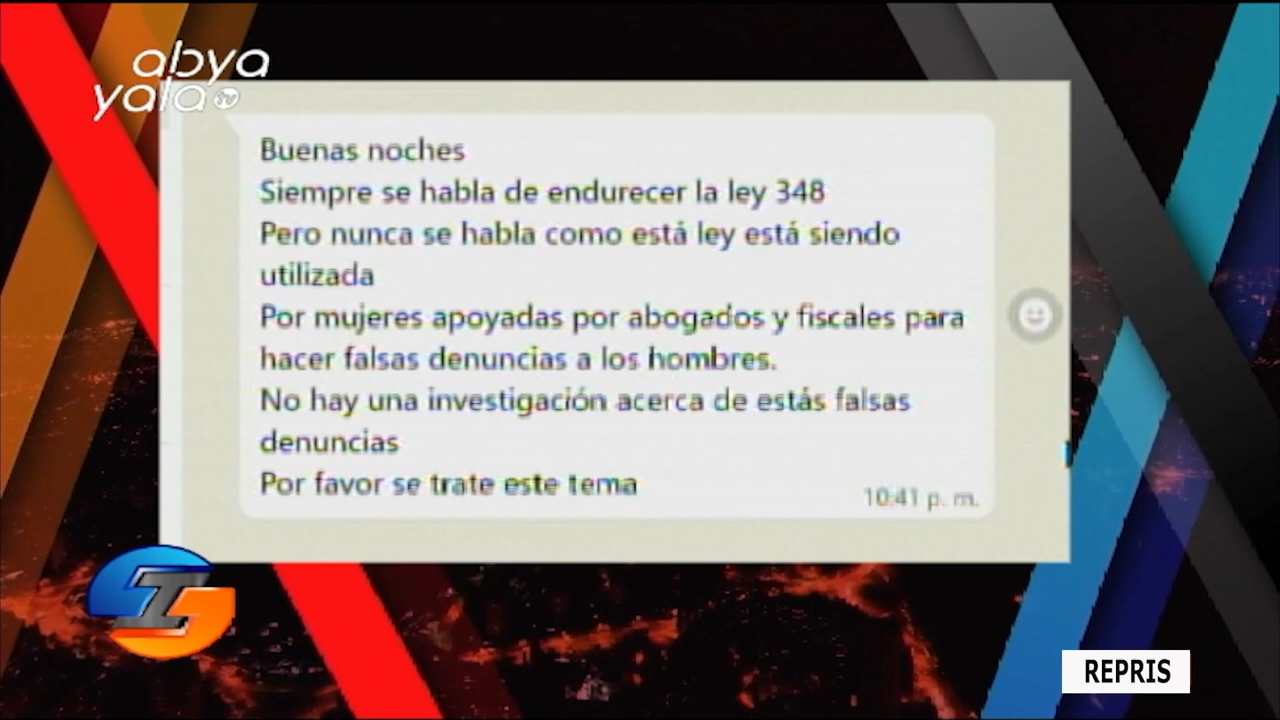 abya
yala tv
Buenas noches
Siempre se habla de endurecer la ley 348
Pero nunca se habla como está ley está siendo
utilizada
Por mujeres apoyadas por abogados y fiscales para
hacer falsas denuncias a los hombres.
No hay una investigación acerca de estás falsas
denuncias
Por favor se trate este tema
10:41 p. m.
REPRIS